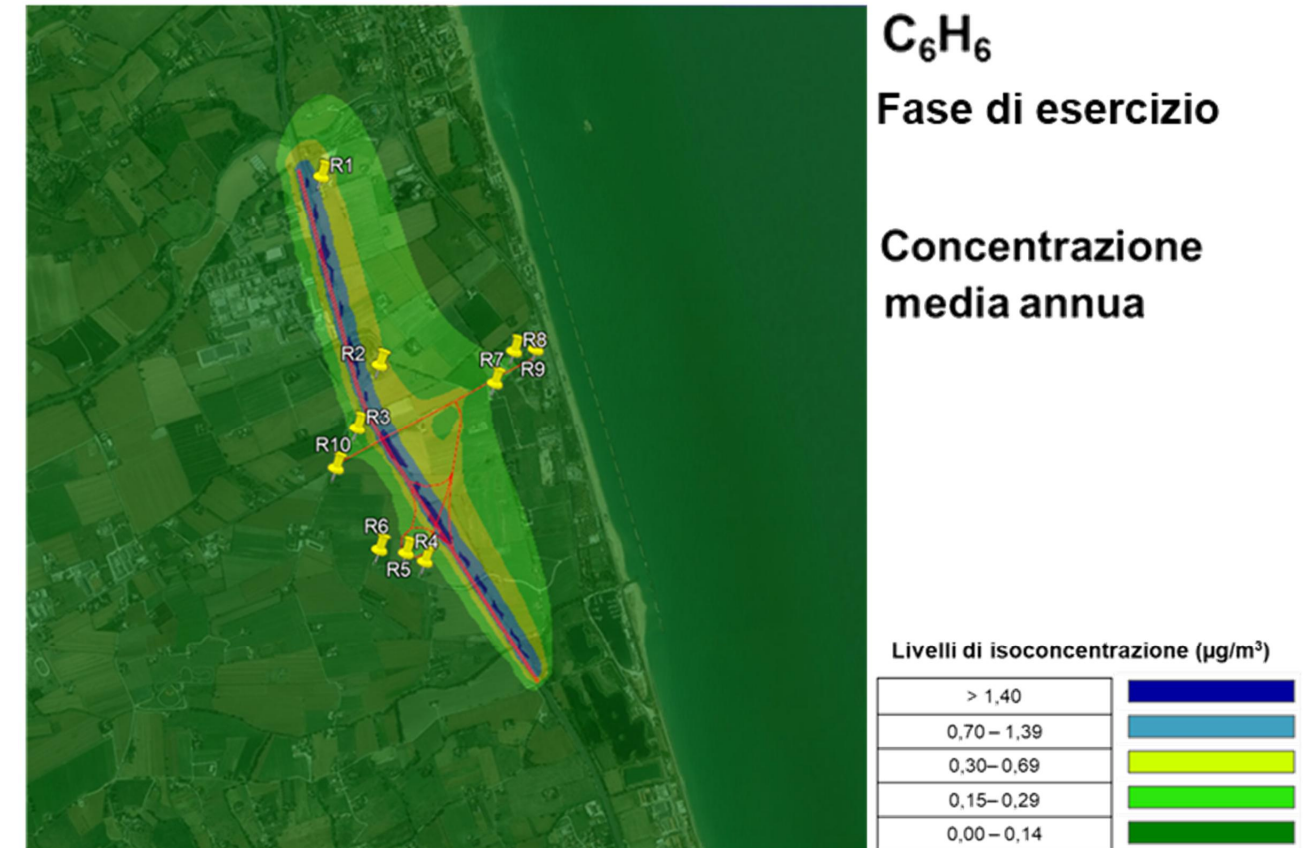 C₆H₆
Fase di esercizio
Concentrazione
media annua
R1
R2
R8
R7
R9
R3
R10
R6
R4
R5
Livelli di isoconcentrazione (µg/m³)
> 1,40
0,70 – 1,39
0,30– 0,69
0,15– 0,29
0,00 – 0,14